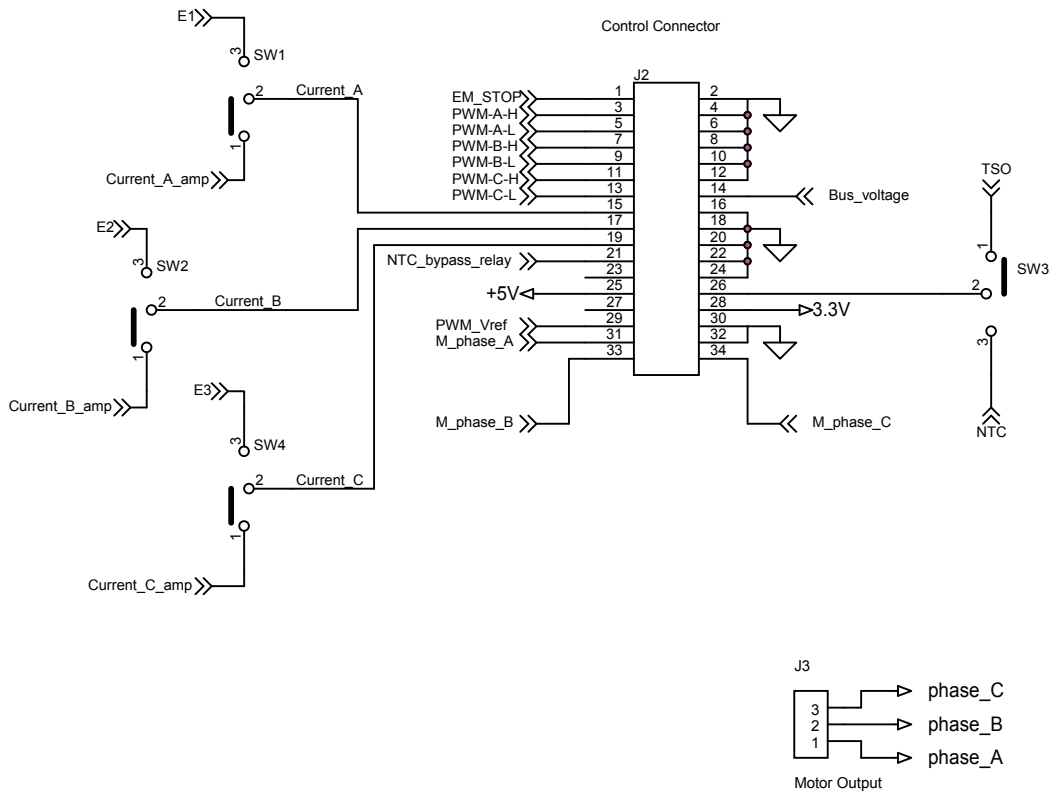 Control Connector
E1
3
SW1
2
Current_A
1
Current_A_amp
E2
3
SW2
2
Current_B
1
Current_B_amp
E3
3
SW4
2
Current_C
1
Current_C_amp
J2
EM_STOP 1 2
PWM-A-H 3 4
PWM-A-L 5 6
PWM-B-H 7 8
PWM-B-L 9 10
PWM-C-H 11 12
PWM-C-L 13 14 Bus_voltage
15 16
17 18
19 20
NTC_bypass_relay 21 22
23 24
+5V 25 26
27 28 3.3V
PWM_Vref 29 30
M_phase_A 31 32
33 34
M_phase_B
M_phase_C
TSO
1
SW3
2
3
NTC
J3
3 phase_C
2 phase_B
1 phase_A
Motor Output